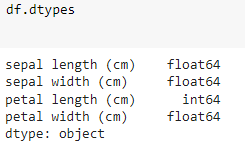 df.dtypes
sepal length (cm)    float64
sepal width (cm)     float64
petal length (cm)      int64
petal width (cm)     float64
dtype: object